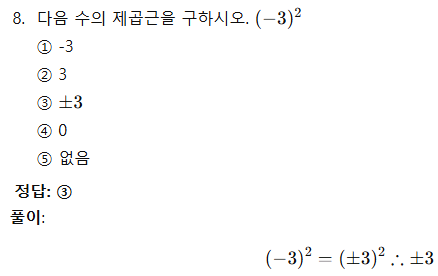 8. 다음 수의 제곱근을 구하시오. (−3)²
① -3
② 3
③ ±3
④ 0
⑤ 없음
정답: ③
풀이:
(−3)² = (±3)² ∴ ±3